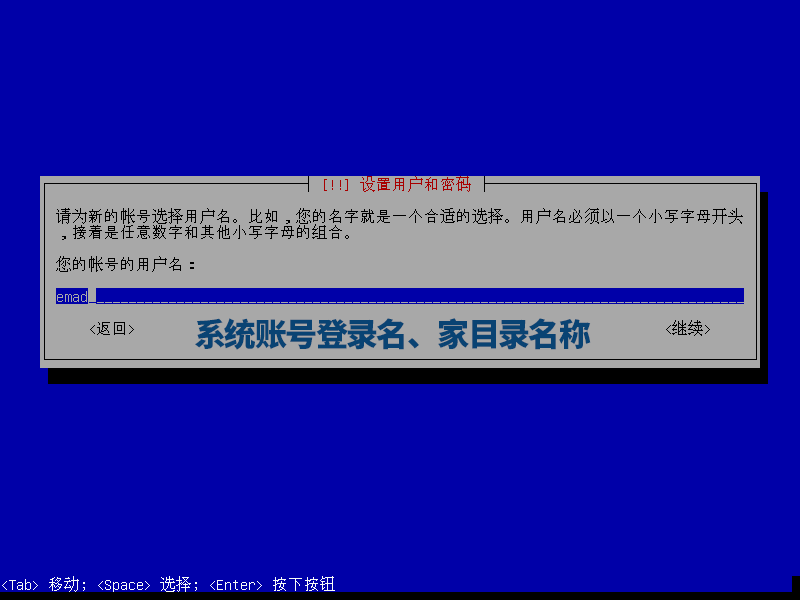 [!!] 设置用户和密码
请为新的帐号选择用户名。比如，您的名字就是一个合适的选择。用户名必须以一个小写字母开头
，接着是任意数字和其他小写字母的组合。
您的帐号的用户名：
emad
<返回>
系统账号登录名、家目录名称
<继续>
<Tab> 移动; <Space> 选择; <Enter> 按下按钮